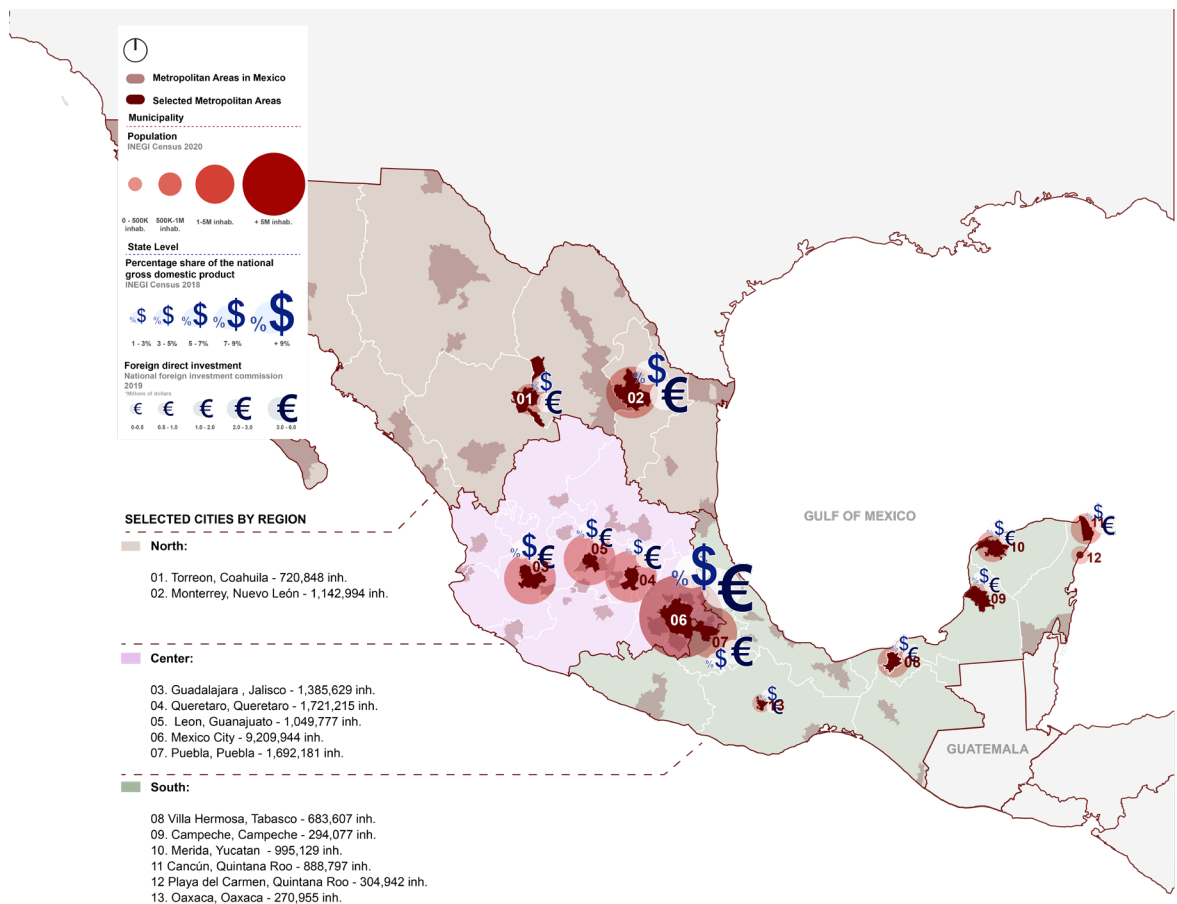 Metropolitan Areas in Mexico
Selected Metropolitan Areas
Municipality
Population
INEGI Census 2020
0 - 500K inhab.
500K-1M inhab.
1-5M inhab.
+ 5M inhab.
State Level
Percentage share of the national
gross domestic product
INEGI Census 2018
%$ %$ %$ %$ %$
1 - 3% 3 - 5% 5 - 7% 7- 9% + 9%
Foreign direct investment
National foreign investment commission
2019
*Millons of dollars
€ € € € €
0-0.5 0.5 - 1.0 1.0 - 2.0 2.0 - 3.0 3.0 - 6.0
01 %$ €
02 %$ €
03 %$ €
05 %$ €
04 %$ €
06 %$ €
07 %$ €
13 %$ €
08 %$ €
09 %$ €
10 %$ €
11 %$ €
12
GULF OF MEXICO
GUATEMALA
SELECTED CITIES BY REGION
North:
01. Torreon, Coahuila - 720,848 inh.
02. Monterrey, Nuevo León - 1,142,994 inh.
Center:
03. Guadalajara , Jalisco - 1,385,629 inh.
04. Queretaro, Queretaro - 1,721,215 inh.
05. Leon, Guanajuato - 1,049,777 inh.
06. Mexico City - 9,209,944 inh.
07. Puebla, Puebla - 1,692,181 inh.
South:
08 Villa Hermosa, Tabasco - 683,607 inh.
09. Campeche, Campeche - 294,077 inh.
10. Merida, Yucatan - 995,129 inh.
11 Cancún, Quintana Roo - 888,797 inh.
12 Playa del Carmen, Quintana Roo - 304,942 inh.
13. Oaxaca, Oaxaca - 270,955 inh.